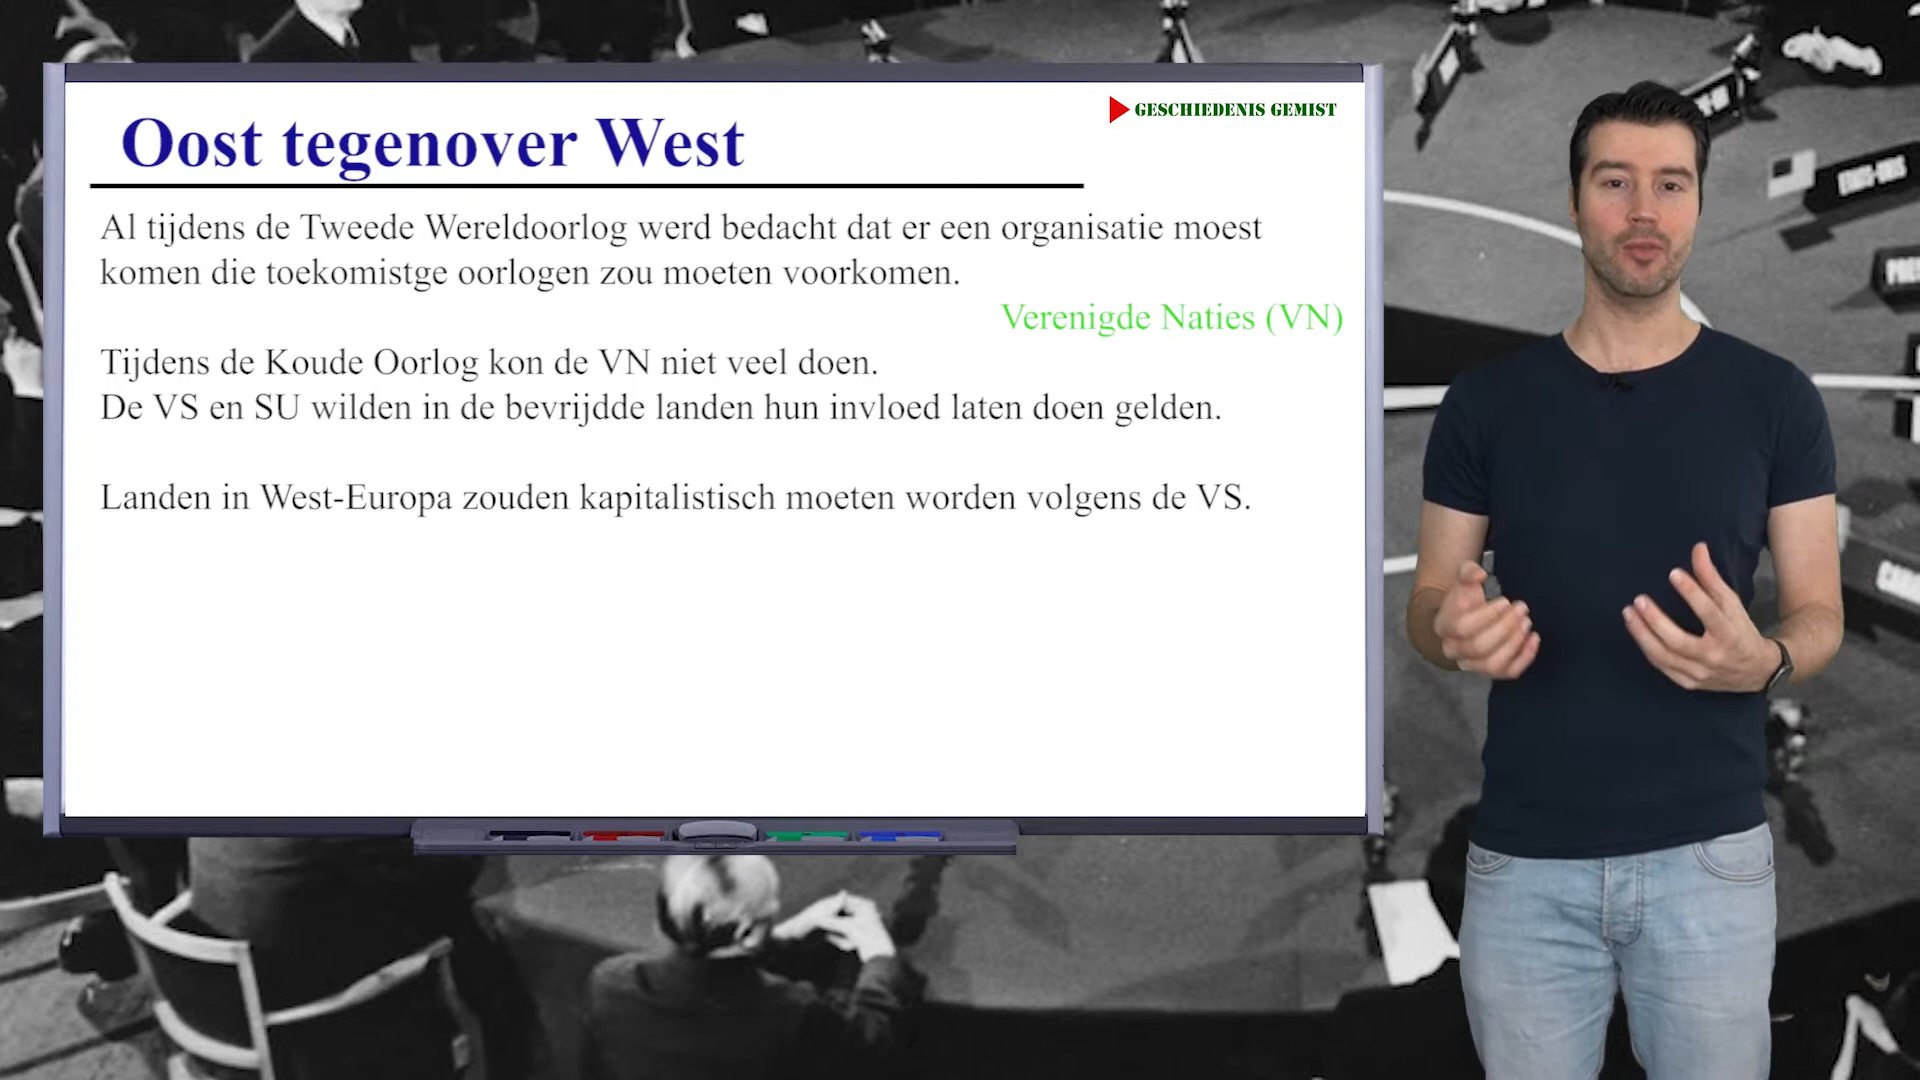 GESCHIEDENIS GEMIST
Oost tegenover West
Al tijdens de Tweede Wereldoorlog werd bedacht dat er een organisatie moest
komen die toekomistge oorlogen zou moeten voorkomen.
Verenigde Naties (VN)
Tijdens de Koude Oorlog kon de VN niet veel doen.
De VS en SU wilden in de bevrijdde landen hun invloed laten doen gelden.
Landen in West-Europa zouden kapitalistisch moeten worden volgens de VS.